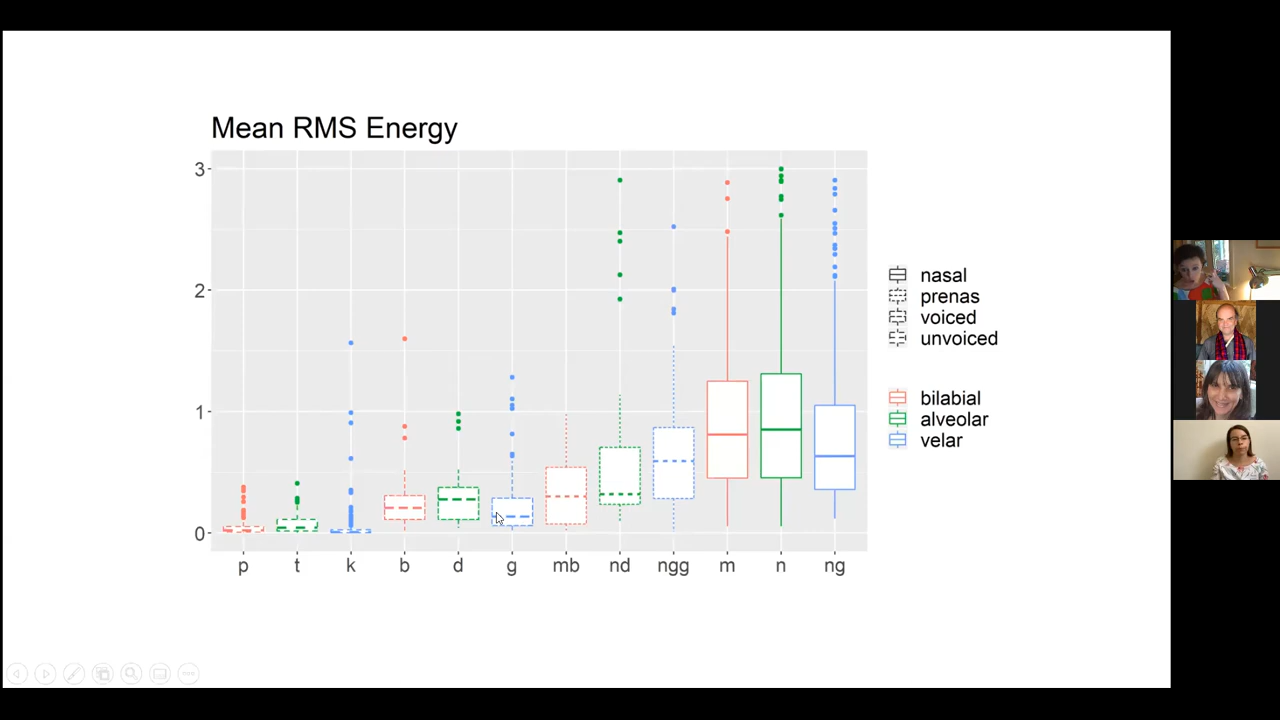 Mean RMS Energy
3
2
1
0
p t k b d g mb nd ngg m n ng
nasal
prenas
voiced
unvoiced
bilabial
alveolar
velar